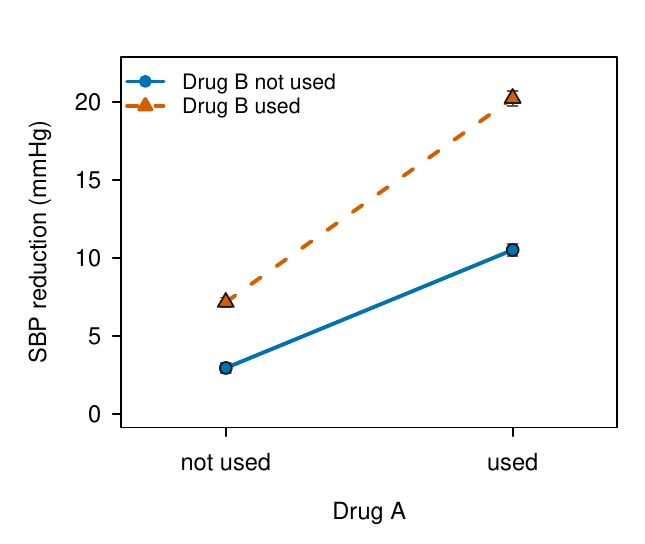 Drug B not used
Drug B used
SBP reduction (mmHg)
20
15
10
5
0
not used
used
Drug A